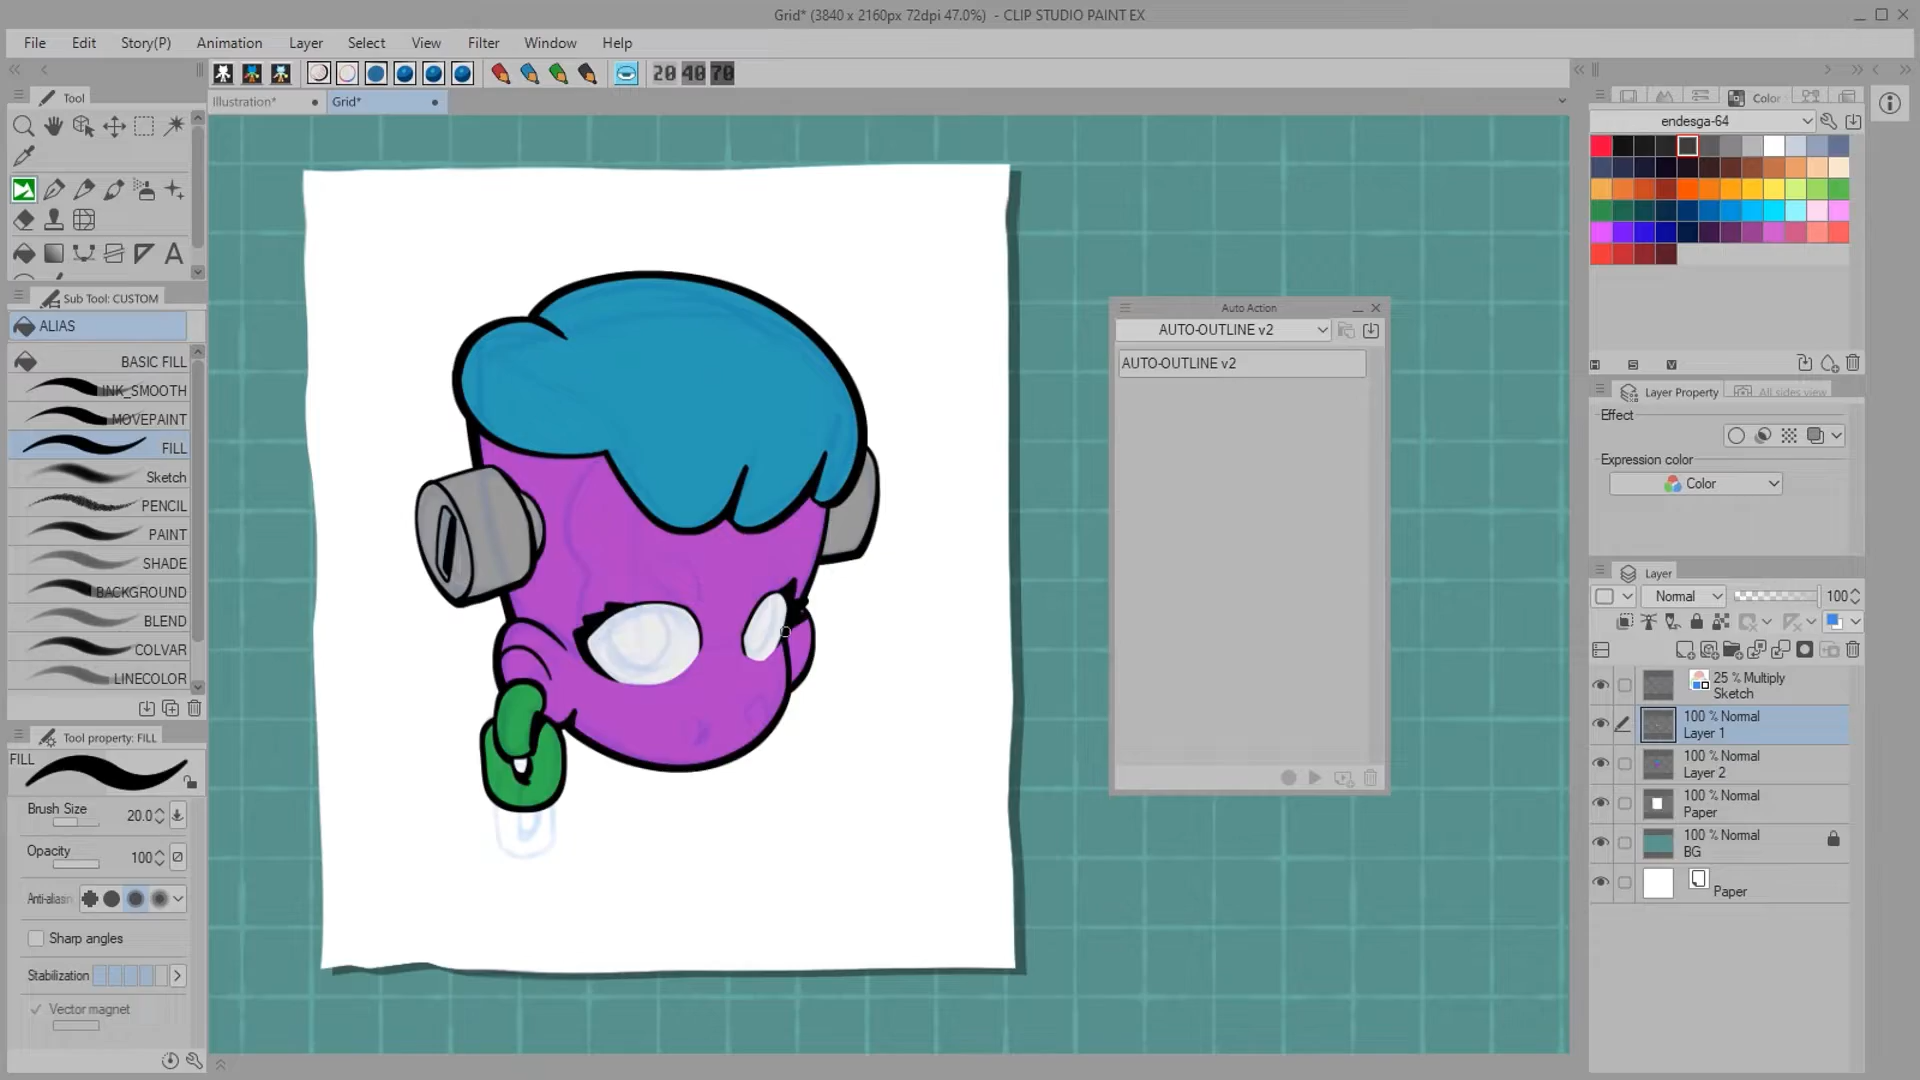 Grid* (3840 x 2160px 72dpi 47.0%) - CLIP STUDIO PAINT EX
File Edit Story(P) Animation Layer Select View Filter Window Help
20 40 70
Tool
Illustration*
Grid*
Color
endesga-64
Sub Tool: CUSTOM
ALIAS
BASIC FILL
INK_SMOOTH
MOVEPAINT
FILL
Sketch
PENCIL
PAINT
SHADE
BACKGROUND
BLEND
COLVAR
LINECOLOR
Tool property: FILL
FILL
Brush Size 20.0
Opacity 100
Anti-aliasin
Sharp angles
Stabilization
Vector magnet
Auto Action
AUTO-OUTLINE v2
AUTO-OUTLINE v2
Layer Property
All sides view
Effect
Expression color
Color
Layer
Normal 100
25 % Multiply
Sketch
100 % Normal
Layer 1
100 % Normal
Layer 2
100 % Normal
Paper
100 % Normal
BG
Paper